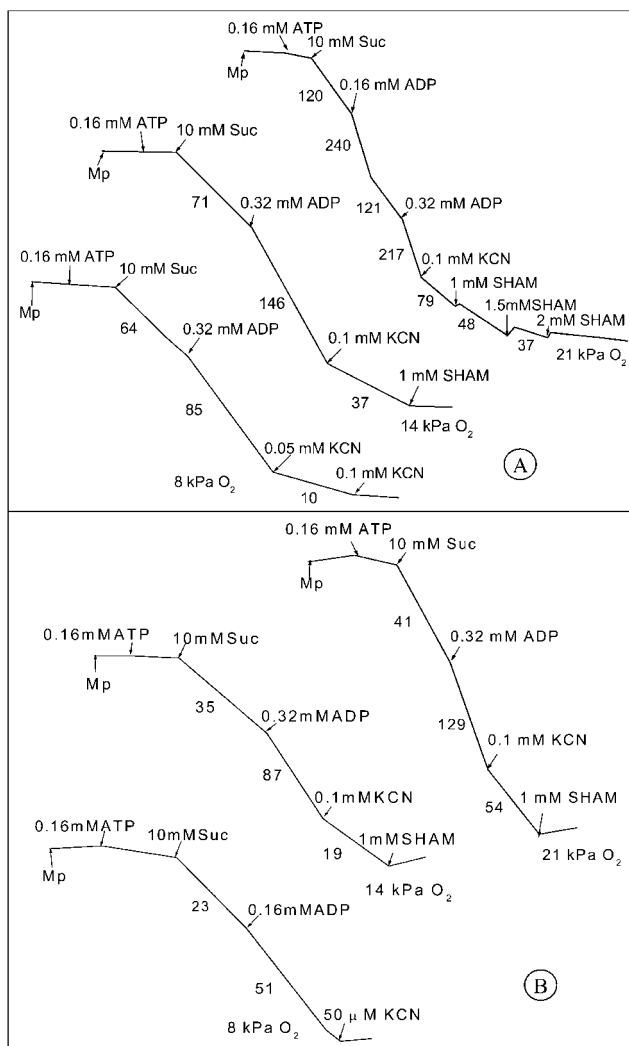 0.16 mM ATP
10 mM Suc
Mp
120
0.16 mM ADP
240
121
0.32 mM ADP
217
0.1 mM KCN
79
1 mM SHAM
48
1.5mMSHAM
37
2 mM SHAM
21 kPa O2
0.16 mM ATP
10 mM Suc
Mp
71
0.32 mM ADP
146
0.1 mM KCN
37
1 mM SHAM
14 kPa O2
0.16 mM ATP
10 mM Suc
Mp
64
0.32 mM ADP
85
0.05 mM KCN
10
0.1 mM KCN
8 kPa O2
A
0.16 mM ATP
10 mM Suc
Mp
41
0.32 mM ADP
129
0.1 mM KCN
54
1 mM SHAM
21 kPa O2
0.16mMATP
10mMSuc
Mp
35
0.32mMADP
87
0.1mMKCN
19
1mMSHAM
14 kPa O2
0.16mMATP
10mMSuc
Mp
23
0.16mMADP
51
50 μ M KCN
8 kPa O2
B